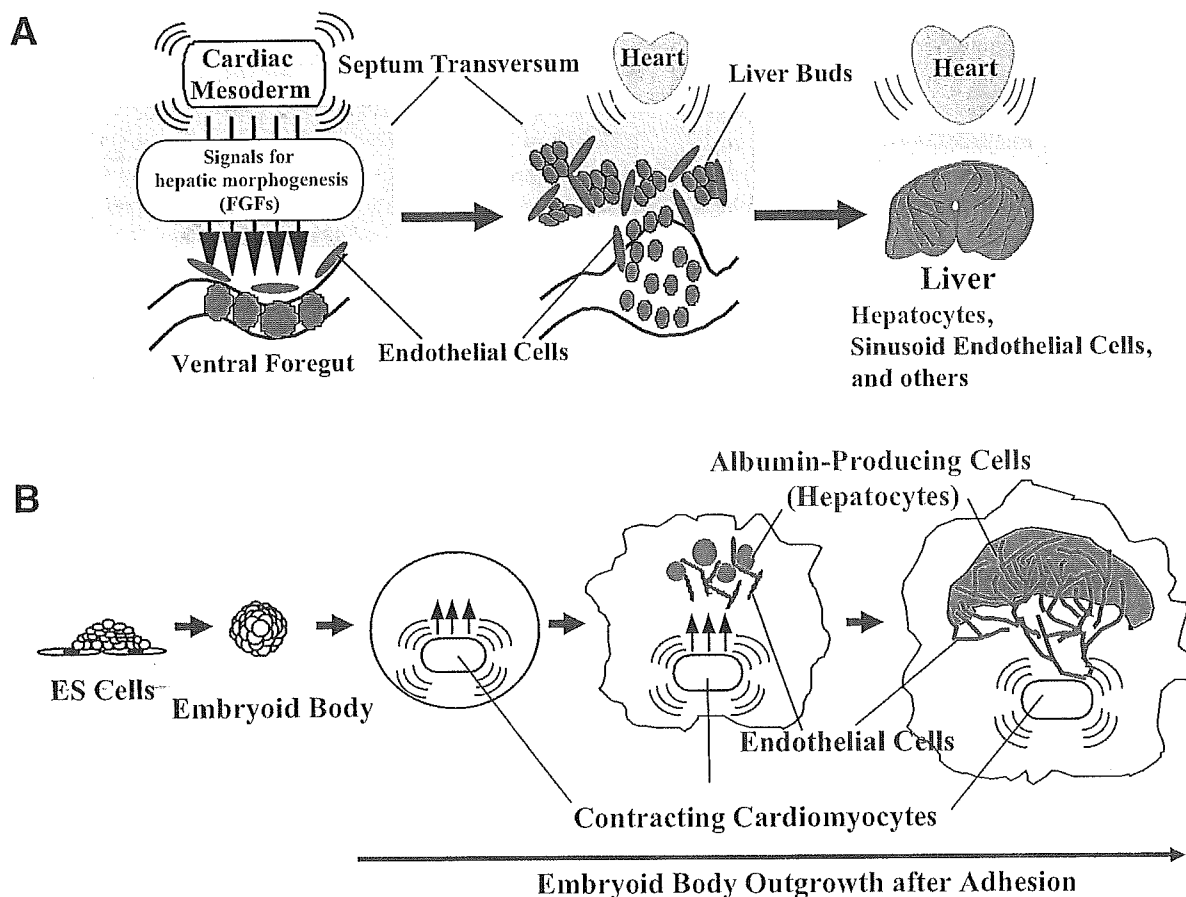 A
Cardiac
Mesoderm
Signals for
hepatic morphogenesis
(FGFs)
Septum Transversum
Heart
Liver Buds
Heart
Ventral Foregut
Endothelial Cells
Liver
Hepatocytes,
Sinusoid Endothelial Cells,
and others
B
Albumin-Producing Cells
(Hepatocytes)
ES Cells
Embryoid Body
Endothelial Cells
Contracting Cardiomyocytes
Embryoid Body Outgrowth after Adhesion